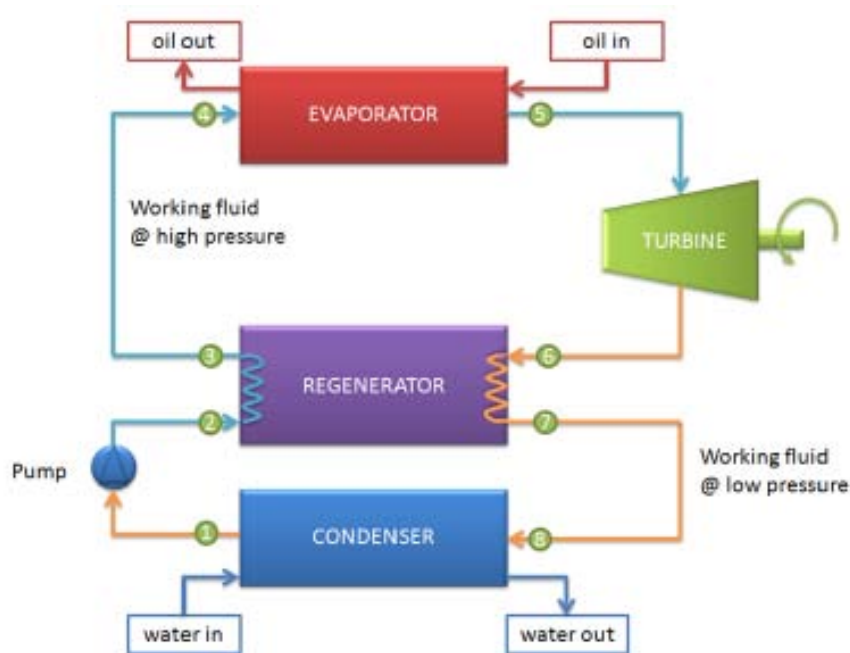 oil out
oil in
4
EVAPORATOR
5
Working fluid
@ high pressure
TURBINE
3
6
REGENERATOR
2
7
Pump
Working fluid
@ low pressure
1
CONDENSER
8
water in
water out